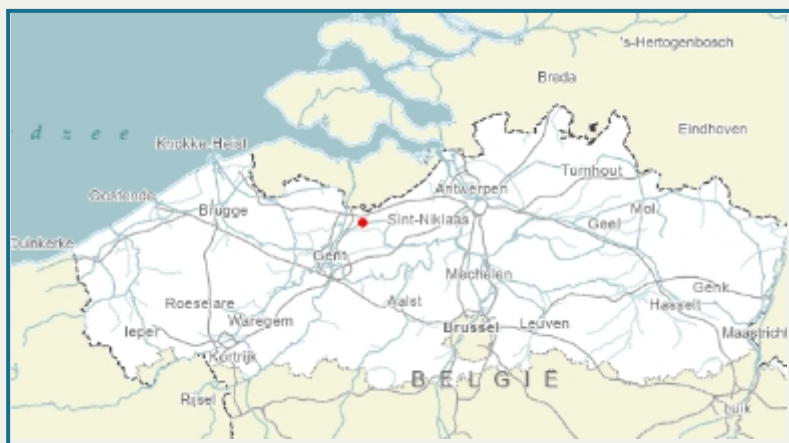 's-Hertogenbosch
Breda
d z e e
Eindhoven
Knokke-Heist
Turnhout
Antwerpen
Oostende
Mol
Brugge
Sint-Niklaas
Geel
Duinkerke
Gent
Mechelen
Genk
Roeselare
Aalst
Hasselt
Waregem
Brussel
Leuven
Ieper
Maastricht
Kortrijk
BELGIË
Rijsel
Luik